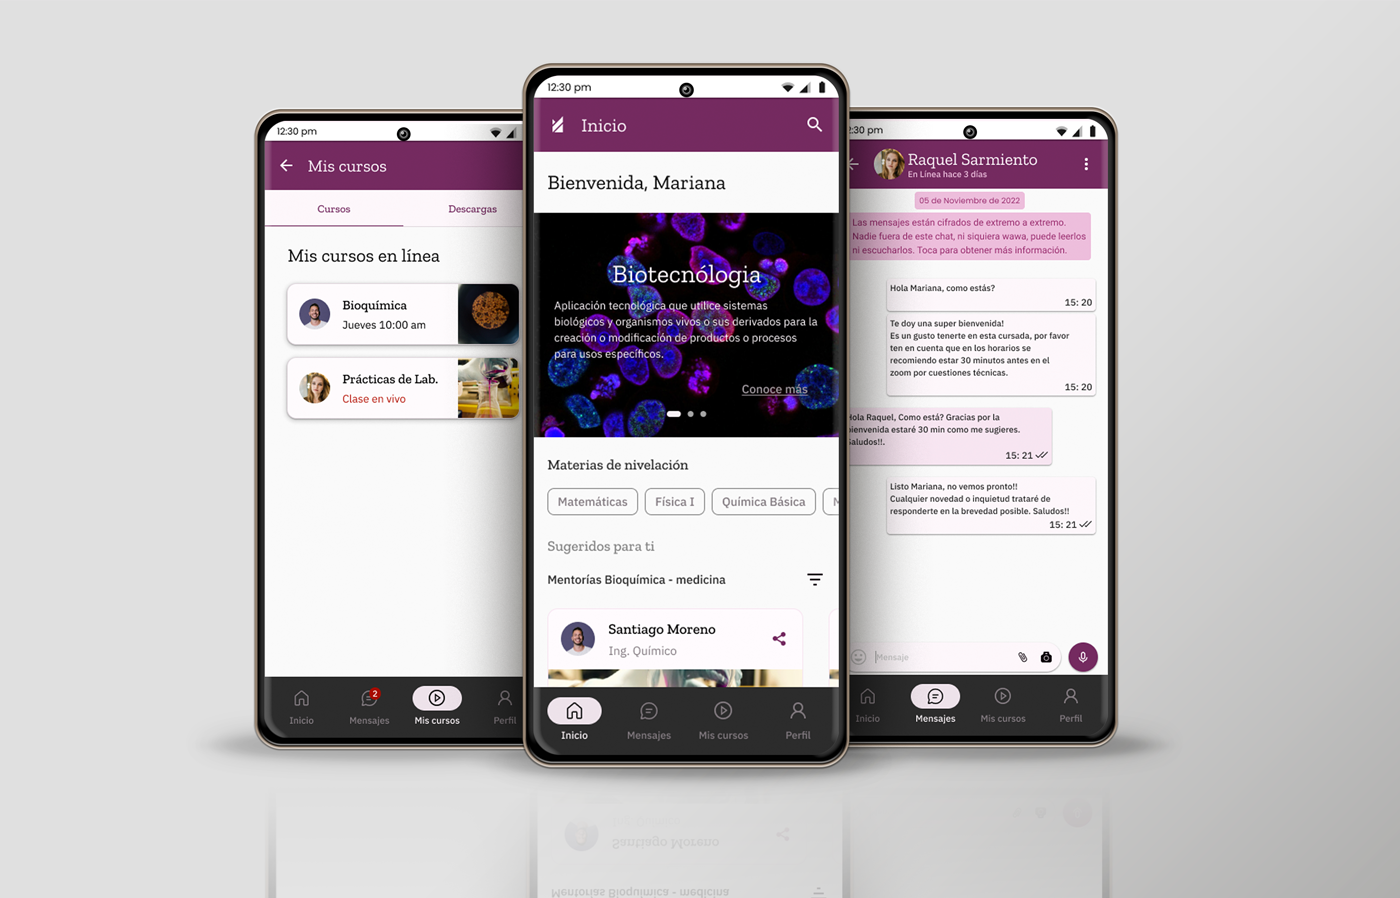 12:30 pm
Mis cursos
Cursos
Descargas
Mis cursos en línea
Bioquímica
Jueves 10:00 am
Prácticas de Lab.
Clase en vivo
2
Inicio
Mensajes
Mis cursos
Perfil
12:30 pm
Inicio
Bienvenida, Mariana
Biotecnólogia
Aplicación tecnológica que utilice sistemas
biológicos y organismos vivos o sus derivados para la
creación o modificación de productos o procesos
para usos específicos.
Conoce más
Materias de nivelación
Matemáticas
Física I
Química Básica
Sugeridos para ti
Mentorías Bioquímica - medicina
Santiago Moreno
Ing. Químico
Inicio
Mensajes
Mis cursos
Perfil
2:30 pm
Raquel Sarmiento
En Línea hace 3 días
05 de Noviembre de 2022
Las mensajes están cifrados de extremo a extremo.
Nadie fuera de este chat, ni siquiera wawa, puede leerlos
ni escucharlos. Toca para obtener más información.
Hola Mariana, como estás?
15: 20
Te doy una super bienvenida!
Es un gusto tenerte en esta cursada, por favor
ten en cuenta que en los horarios se
recomiendo estar 30 minutos antes en el
zoom por cuestiones técnicas.
15: 20
Hola Raquel, Como está? Gracias por la
bienvenida estaré 30 min como me sugieres.
Saludos!!.
15: 21
Listo Mariana, no vemos pronto!!
Cualquier novedad o inquietud trataré de
responderte en la brevedad posible. Saludos!!
15: 21
Mensaje
Inicio
Mensajes
Mis cursos
Perfil
Santiago Moreno
Mentorías Bioquímica - medicina